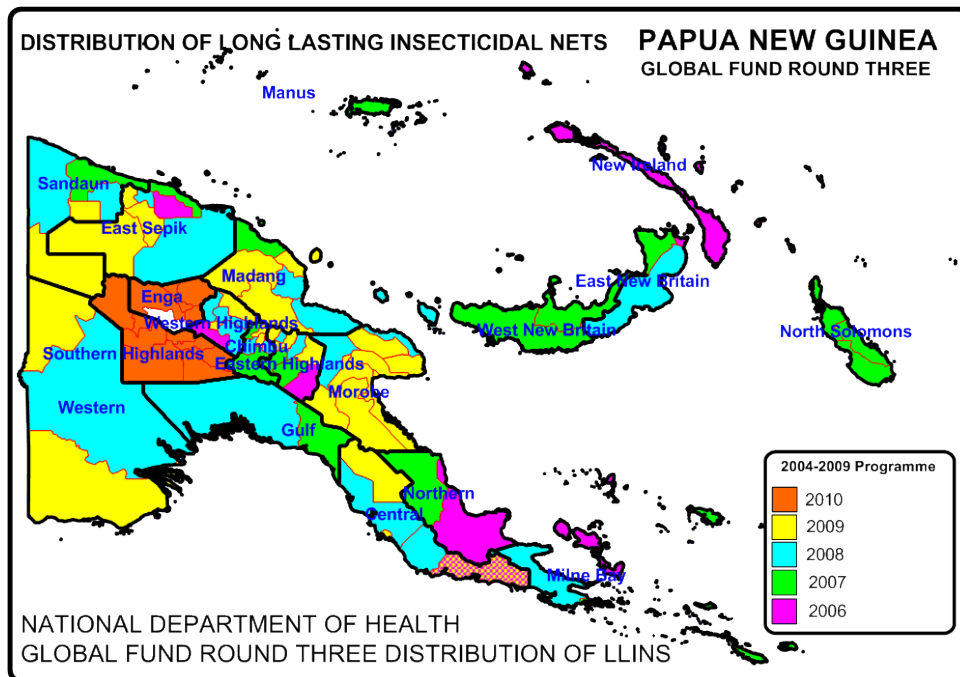 DISTRIBUTION OF LONG LASTING INSECTICIDAL NETS
PAPUA NEW GUINEA
GLOBAL FUND ROUND THREE
Manus
New Ireland
Sandaun
East Sepik
Madang
East New Britain
Enga
Western Highlands
West New Britain
North Solomons
Chimbu
Southern Highlands
Eastern Highlands
Morobe
Western
Gulf
Northern
Central
Milne Bay
2004-2009 Programme
2010
2009
2008
2007
2006
NATIONAL DEPARTMENT OF HEALTH
GLOBAL FUND ROUND THREE DISTRIBUTION OF LLINS